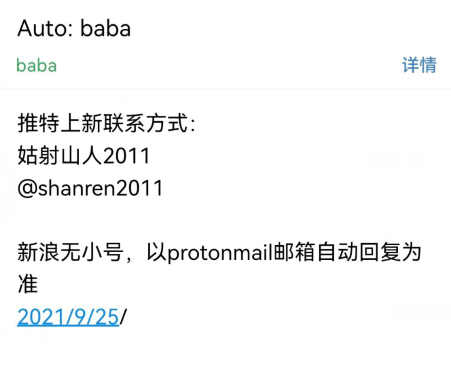 Auto: baba
baba 详情
推特上新联系方式：
姑射山人2011
@shanren2011
新浪无小号，以protonmail邮箱自动回复为
准
2021/9/25/